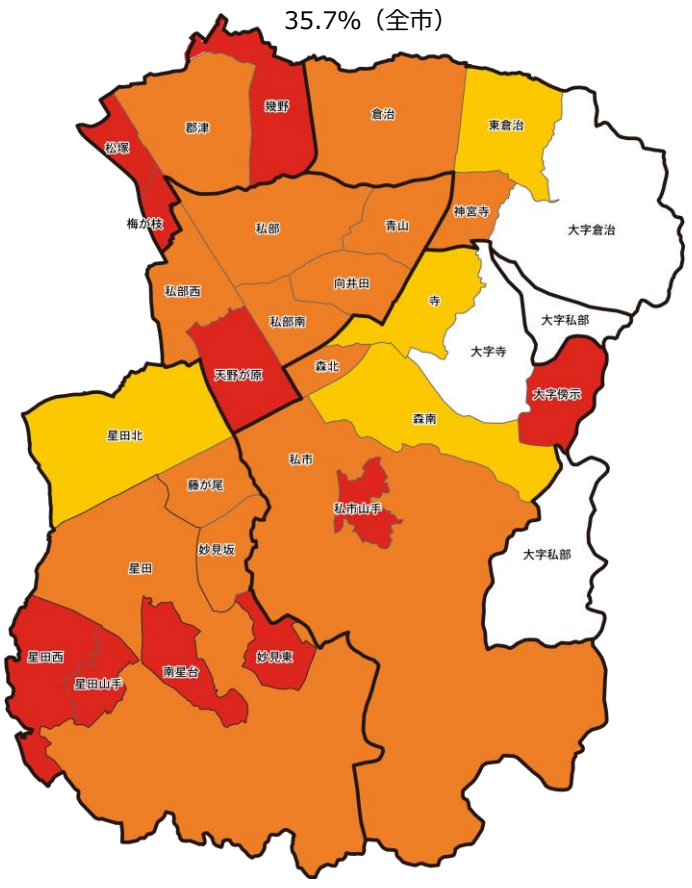 35.7%（全市）
幾野
倉治
郡津
東倉治
松塚
神宮寺
梅が枝
私部
青山
大字倉治
向井田
私部西
寺
私部南
大字私部
大字寺
森北
天野が原
大字傍示
森南
星田北
私市
藤が尾
私市山手
妙見坂
大字私部
星田
星田西
妙見東
南星台
星田山手